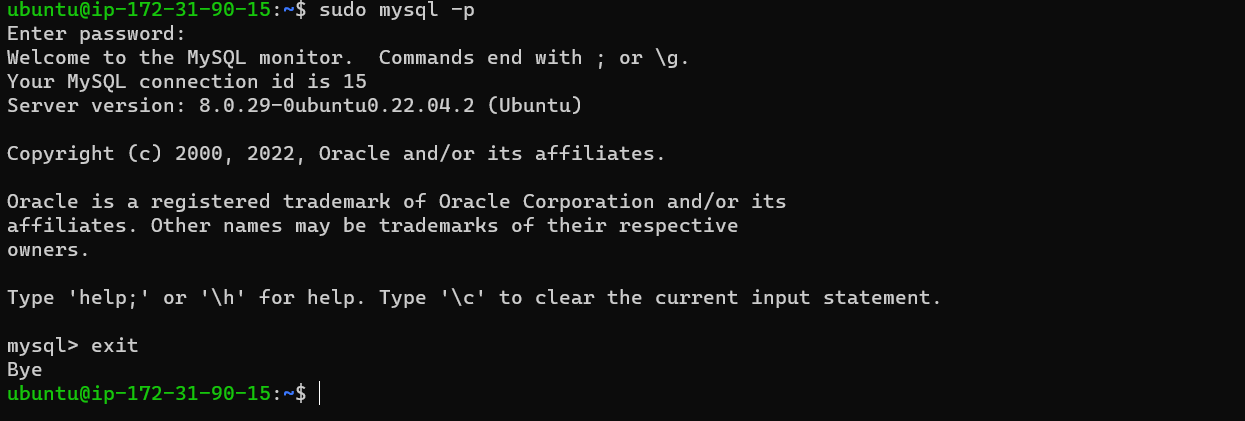 ubuntu@ip-172-31-90-15:~$ sudo mysql -p
Enter password:
Welcome to the MySQL monitor.  Commands end with ; or \g.
Your MySQL connection id is 15
Server version: 8.0.29-0ubuntu0.22.04.2 (Ubuntu)

Copyright (c) 2000, 2022, Oracle and/or its affiliates.

Oracle is a registered trademark of Oracle Corporation and/or its
affiliates. Other names may be trademarks of their respective
owners.

Type 'help;' or '\h' for help. Type '\c' to clear the current input statement.

mysql> exit
Bye
ubuntu@ip-172-31-90-15:~$